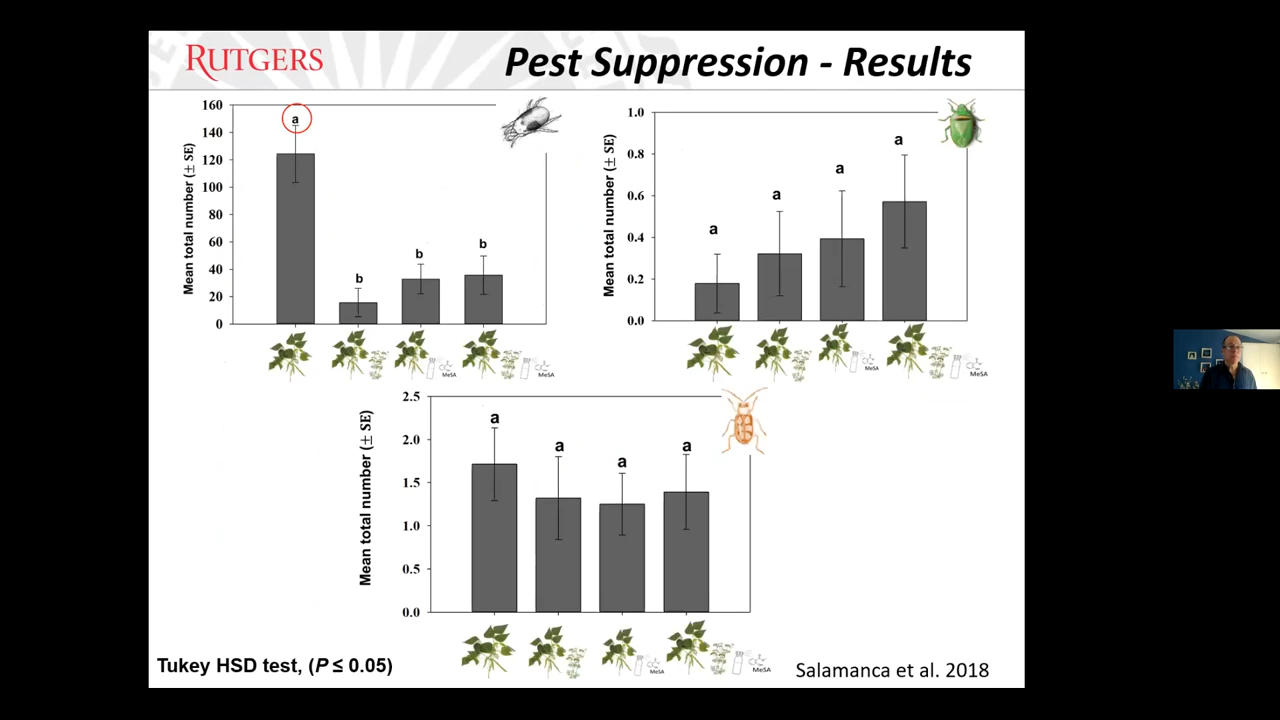 RUTGERS
Pest Suppression - Results
Mean total number (± SE)
160
140
120
100
80
60
40
20
0
a
b
b
b
MeSA
MeSA
Mean total number (± SE)
1.0
0.8
0.6
0.4
0.2
0.0
a
a
a
a
MeSA
MeSA
Mean total number (± SE)
2.5
2.0
1.5
1.0
0.5
0.0
a
a
a
a
MeSA
MeSA
Tukey HSD test, (P ≤ 0.05)
Salamanca et al. 2018